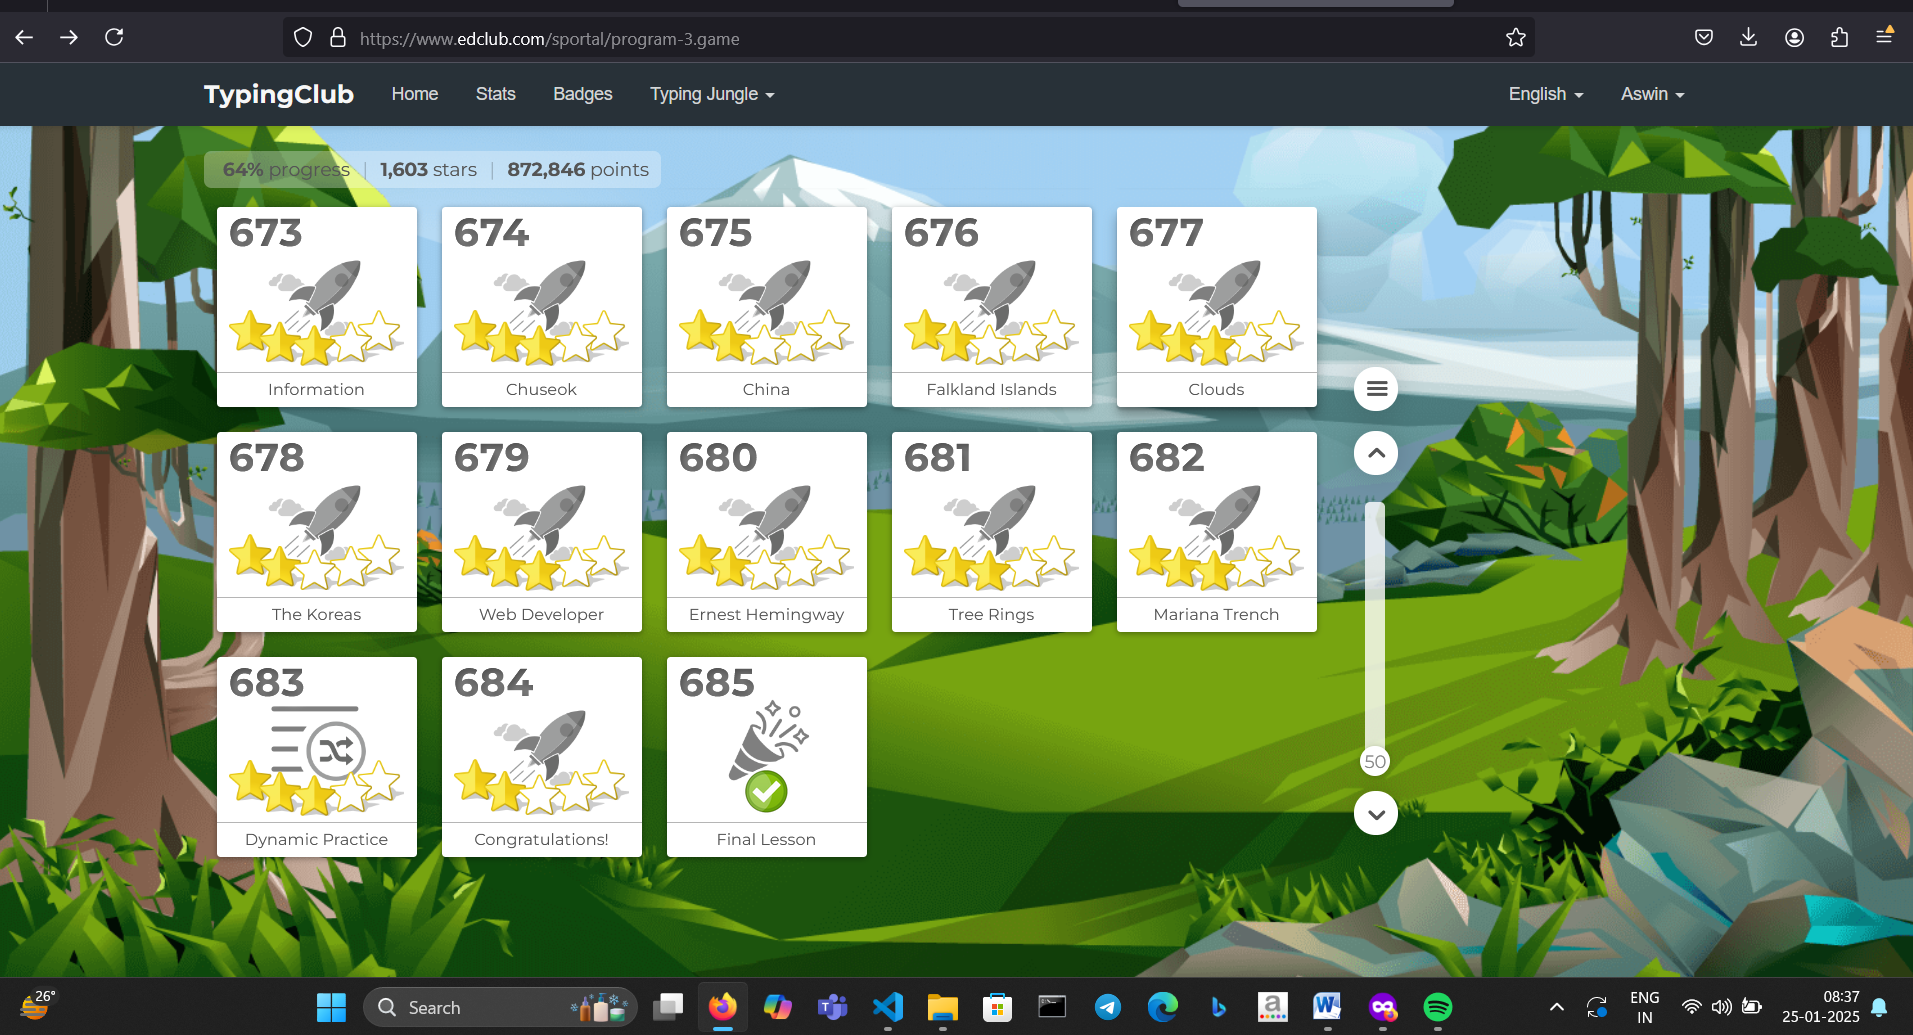 https://www.edclub.com/sportal/program-3.game
TypingClub Home Stats Badges Typing Jungle English Aswin
64% progress | 1,603 stars | 872,846 points
673 674 675 676 677
Information Chuseok China Falkland Islands Clouds
678 679 680 681 682
The Koreas Web Developer Ernest Hemingway Tree Rings Mariana Trench
683 684 685
50
Dynamic Practice Congratulations! Final Lesson
26°
Search
ENG
IN
08:37
25-01-2025